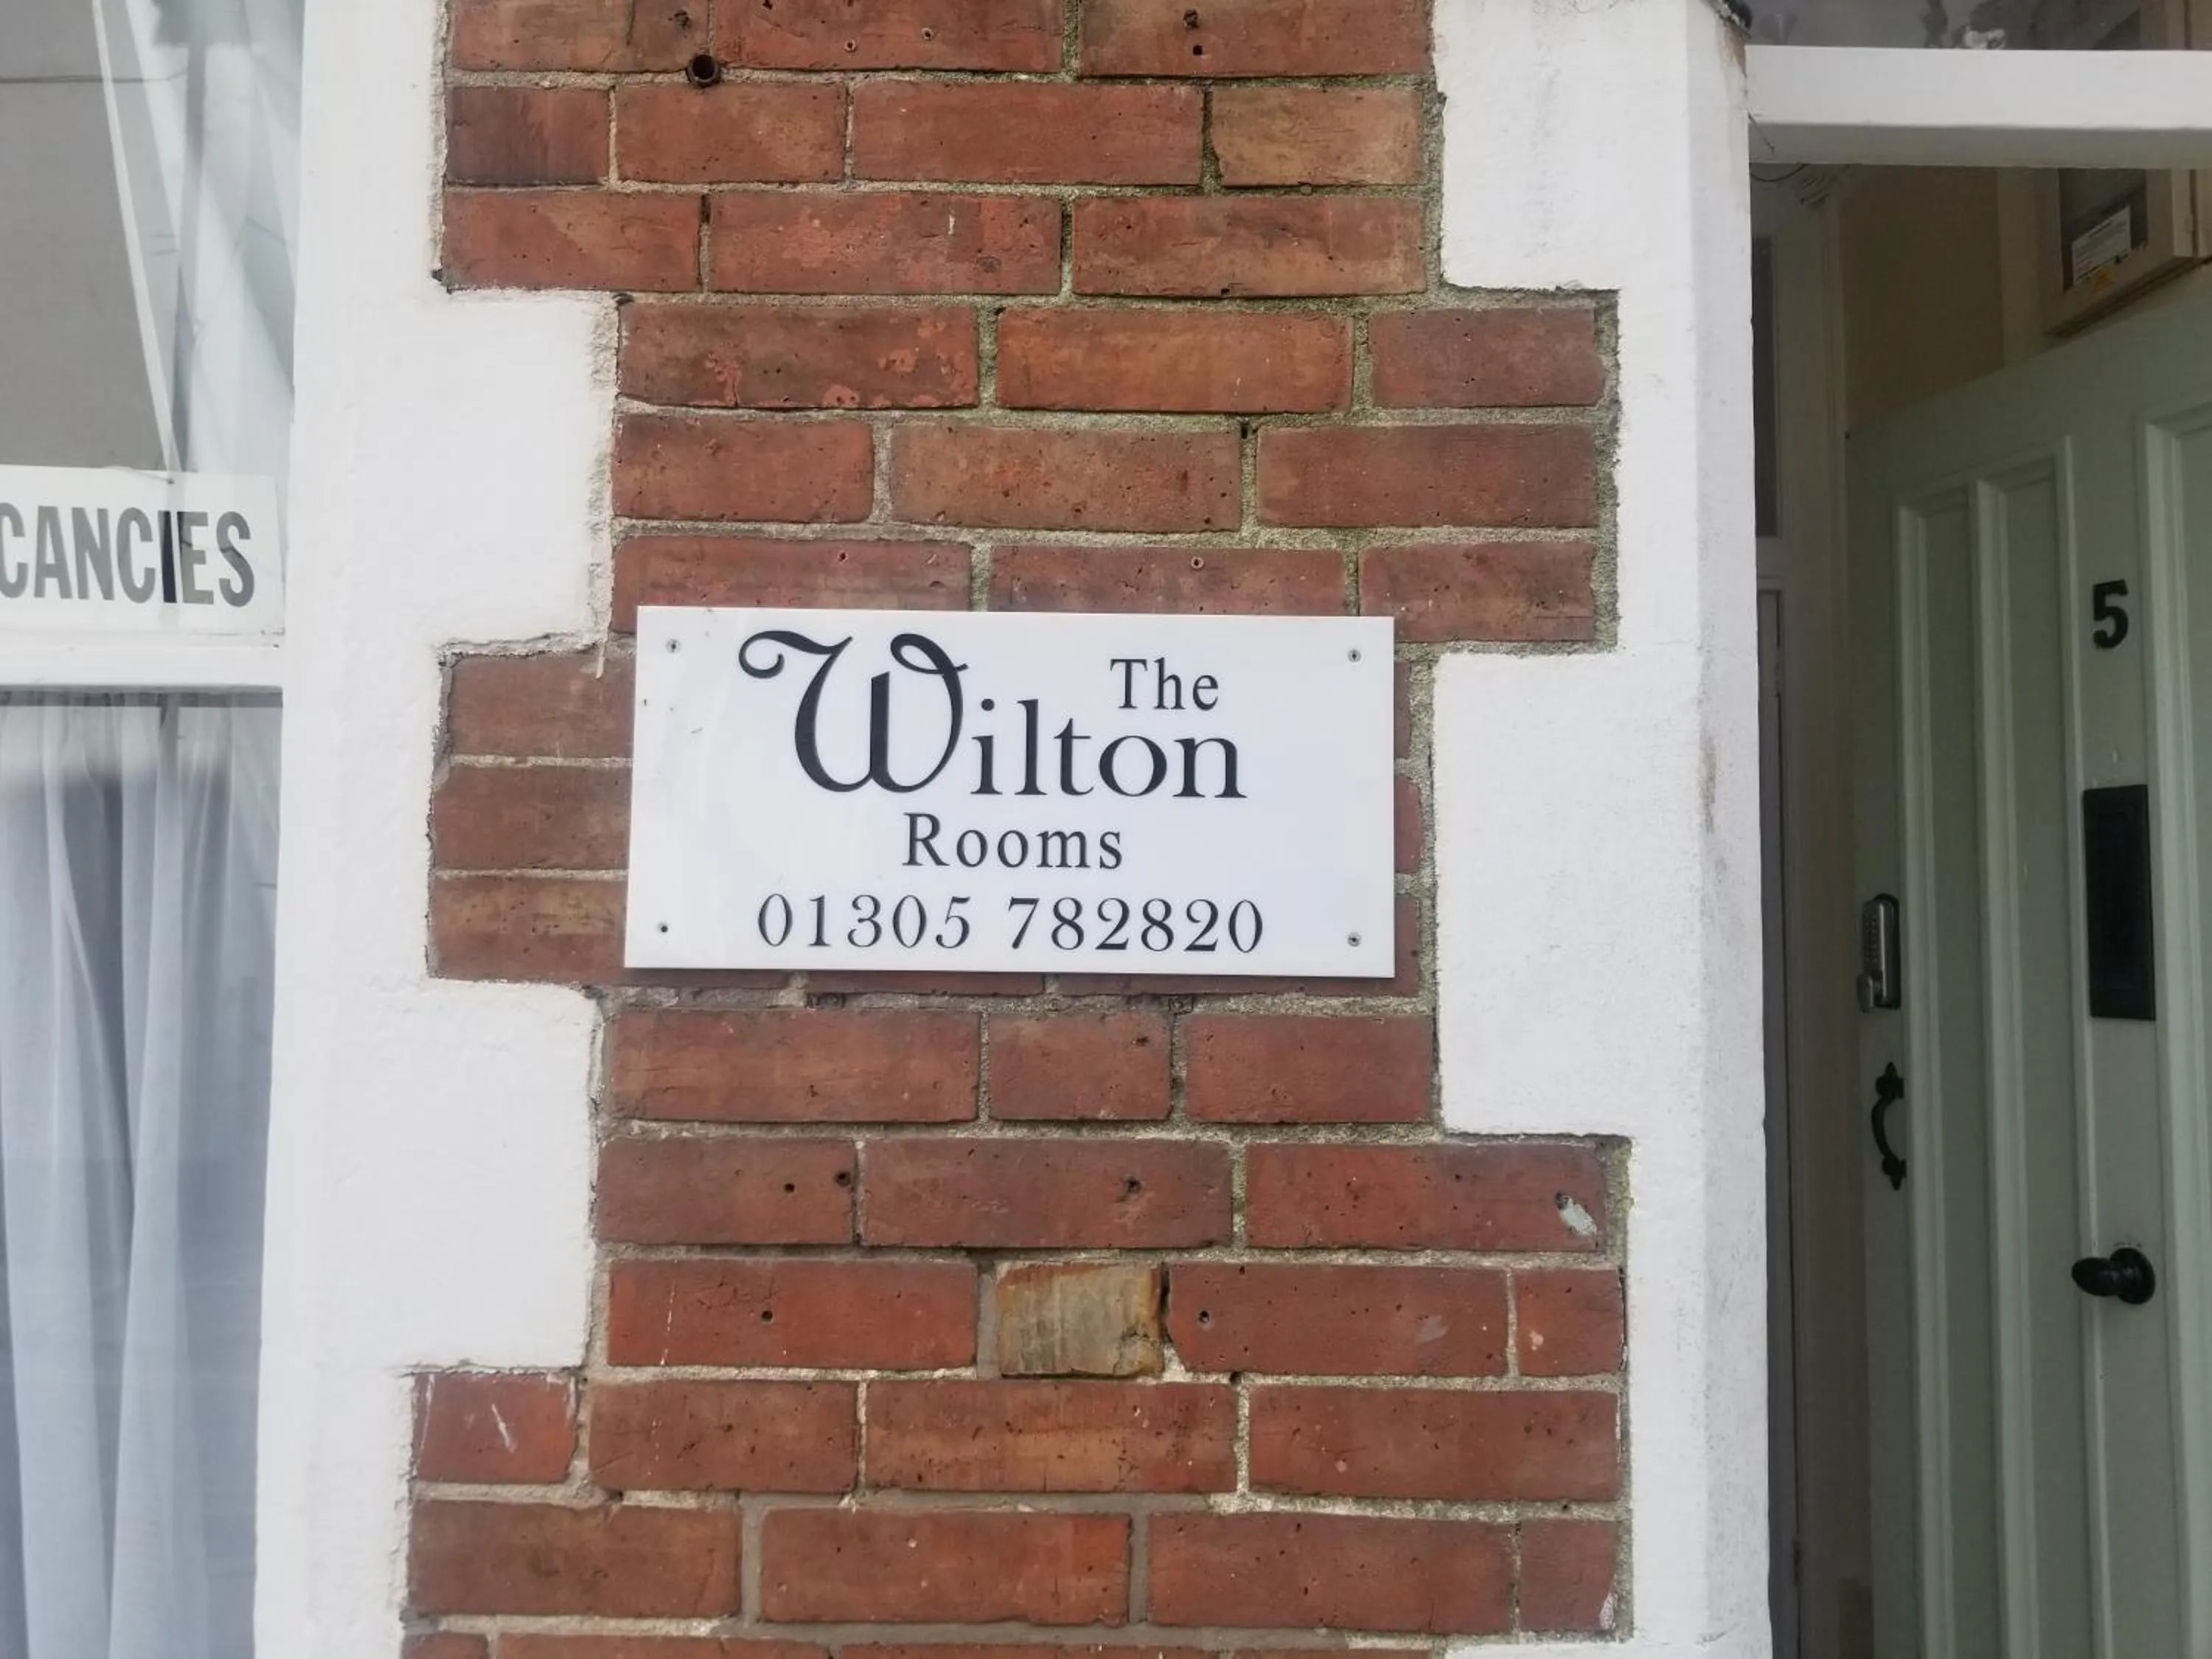 CANCIES
The
Wilton
Rooms
01305 782820
5